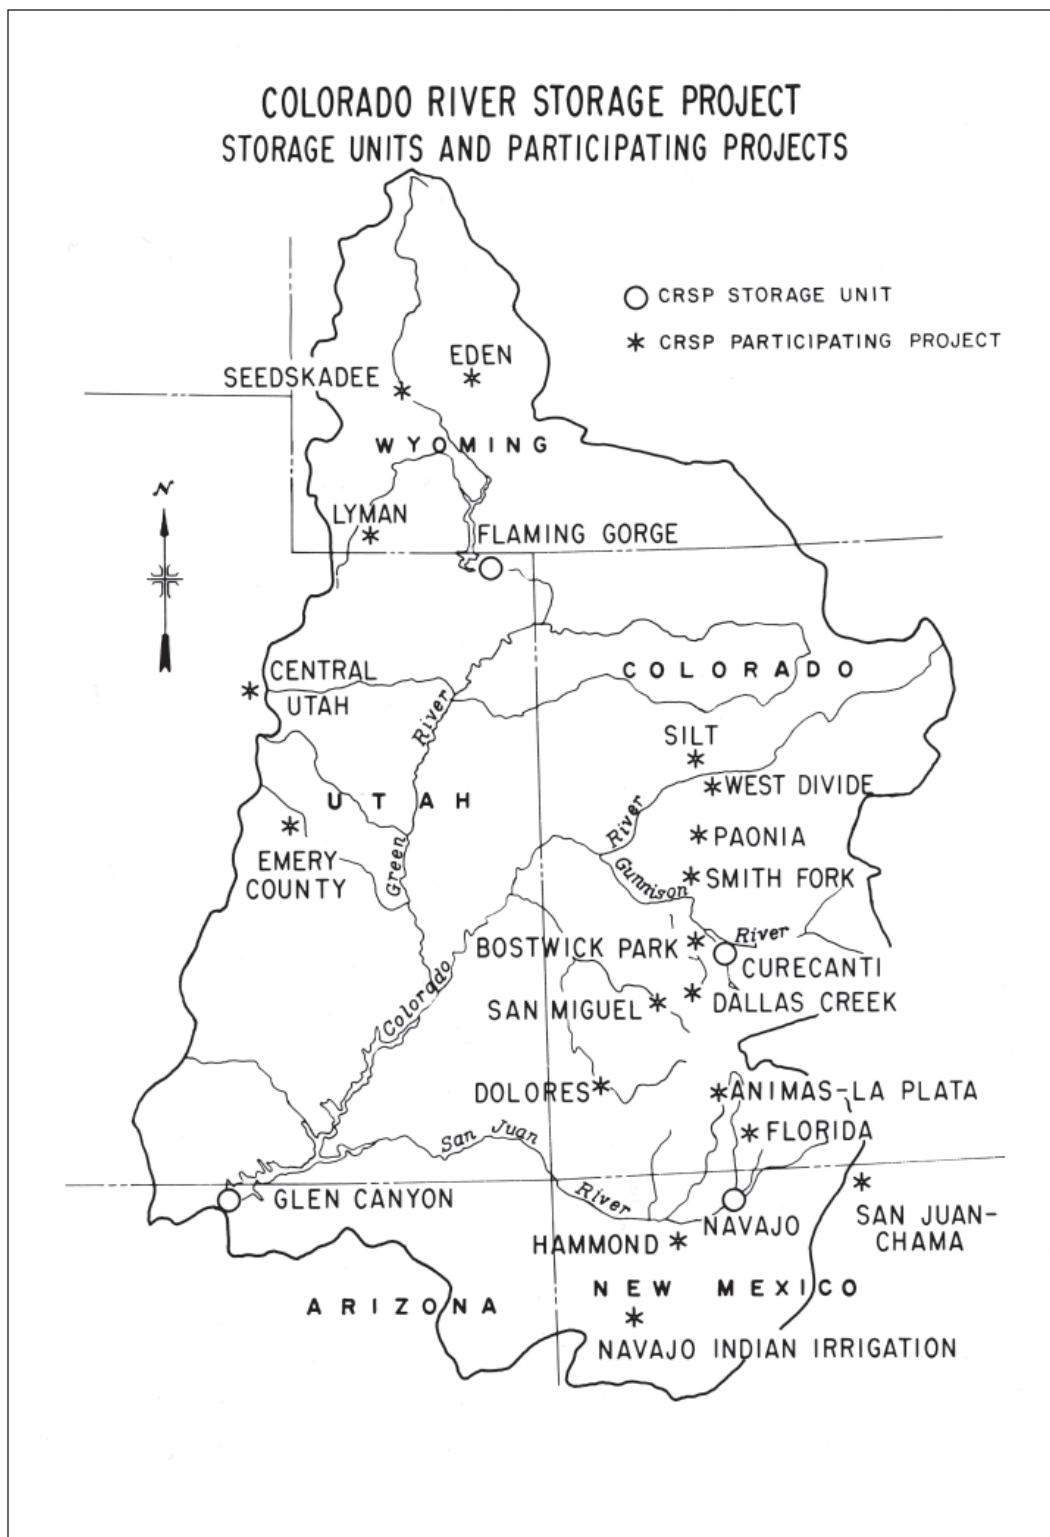 COLORADO RIVER STORAGE PROJECT
STORAGE UNITS AND PARTICIPATING PROJECTS
CRSP STORAGE UNIT
CRSP PARTICIPATING PROJECT
EDEN
SEEDSKADEE
WYOMING
N
LYMAN
FLAMING GORGE
CENTRAL
UTAH
COLORADO
River
SILT
WEST DIVIDE
UTAH
River
PAONIA
Green
EMERY
COUNTY
Gunnison
SMITH FORK
River
BOSTWICK PARK
CURECANTI
Colorado
SAN MIGUEL
DALLAS CREEK
DOLORES
ANIMAS-LA PLATA
San Juan
FLORIDA
River
GLEN CANYON
NAVAJO
SAN JUAN-
CHAMA
HAMMOND
NEW MEXICO
ARIZONA
NAVAJO INDIAN IRRIGATION